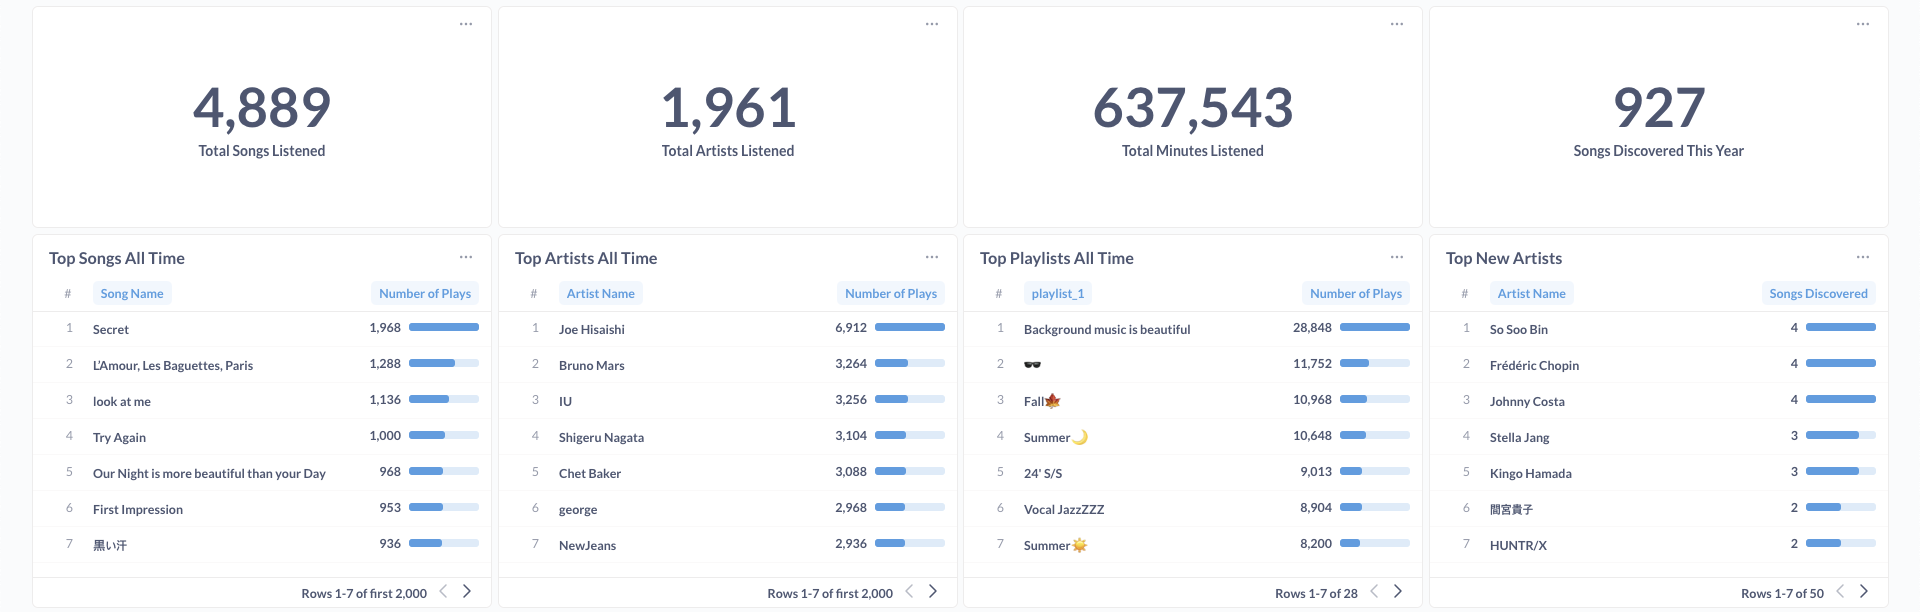 4,889
Total Songs Listened
1,961
Total Artists Listened
637,543
Total Minutes Listened
927
Songs Discovered This Year
Top Songs All Time
# Song Name Number of Plays
1 Secret 1,968
2 L'Amour, Les Baguettes, Paris 1,288
3 look at me 1,136
4 Try Again 1,000
5 Our Night is more beautiful than your Day 968
6 First Impression 953
7 黒い汗 936
Rows 1-7 of first 2,000
Top Artists All Time
# Artist Name Number of Plays
1 Joe Hisaishi 6,912
2 Bruno Mars 3,264
3 IU 3,256
4 Shigeru Nagata 3,104
5 Chet Baker 3,088
6 george 2,968
7 NewJeans 2,936
Rows 1-7 of first 2,000
Top Playlists All Time
# playlist_1 Number of Plays
1 Background music is beautiful 28,848
2 🕶️ 11,752
3 Fall🍁 10,968
4 Summer🌙 10,648
5 24' S/S 9,013
6 Vocal JazzZZZ 8,904
7 Summer☀️ 8,200
Rows 1-7 of 28
Top New Artists
# Artist Name Songs Discovered
1 So Soo Bin 4
2 Frédéric Chopin 4
3 Johnny Costa 4
4 Stella Jang 3
5 Kingo Hamada 3
6 間宮貴子 2
7 HUNTR/X 2
Rows 1-7 of 50